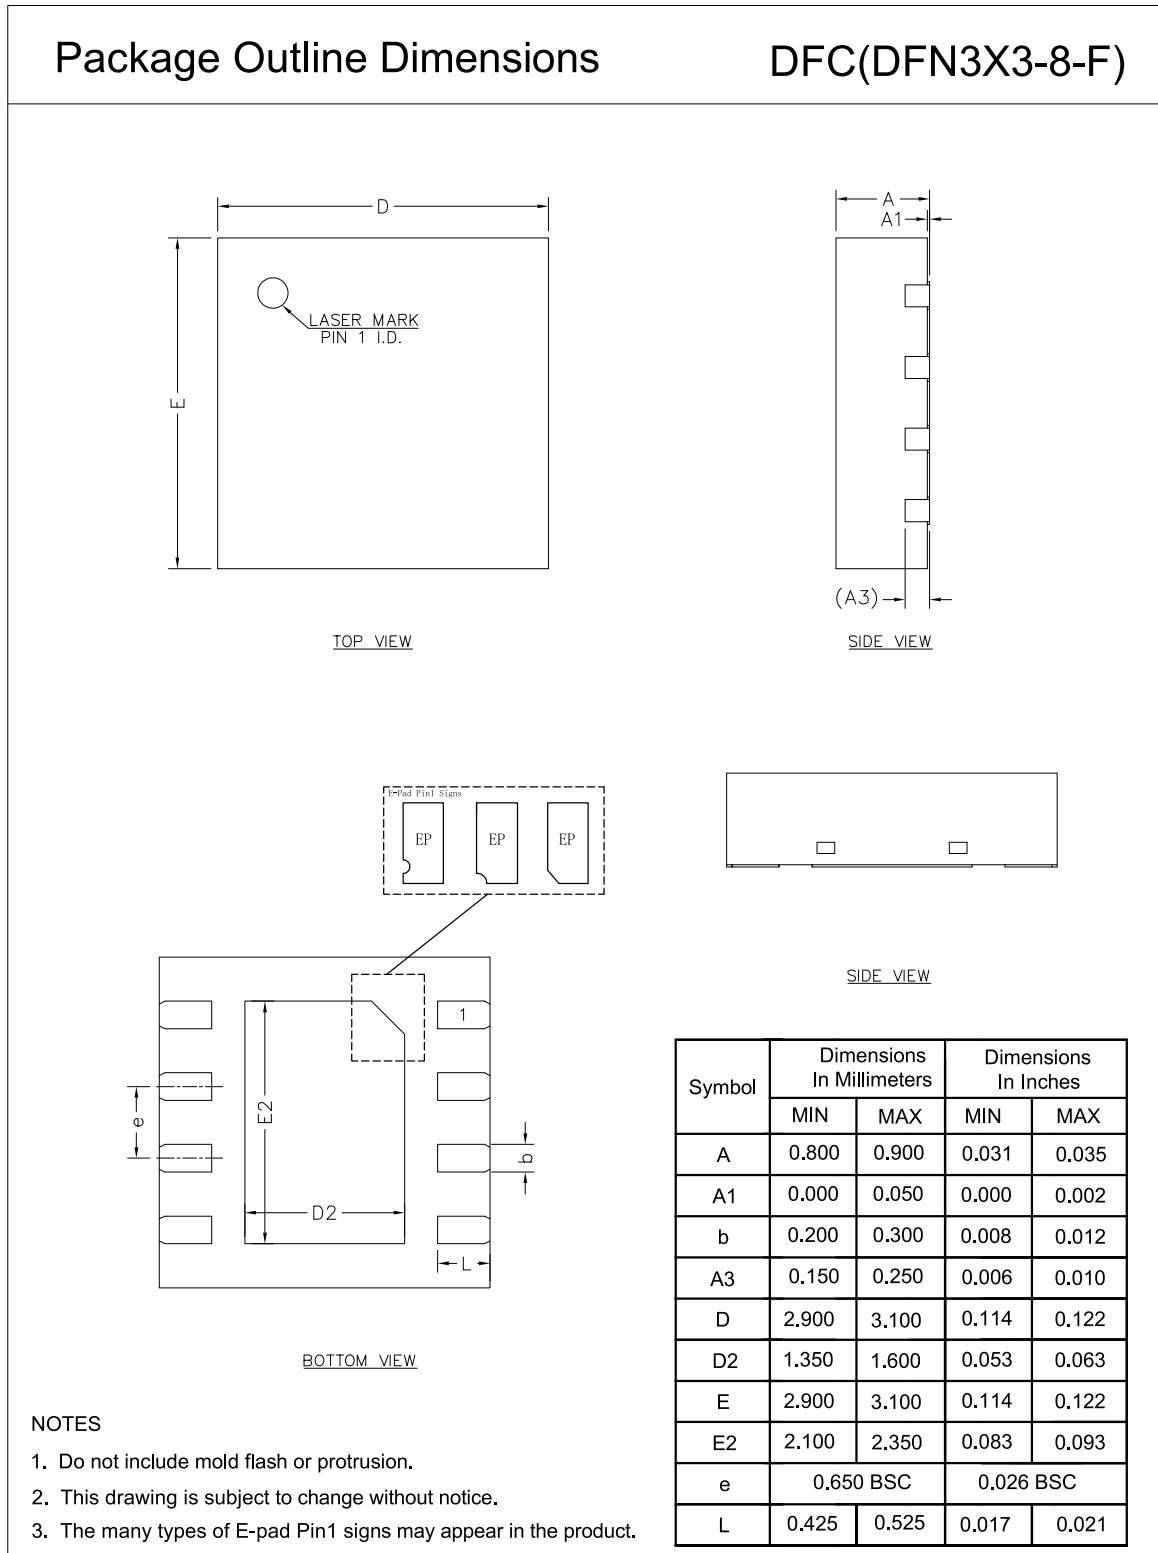 Package Outline Dimensions DFC(DFN3X3-8-F)
D
A
A1
LASER MARK
PIN 1 I.D.
E
(A3)
TOP VIEW
SIDE VIEW
E-Pad Pin1 Signs
EP EP EP
SIDE VIEW
1
e
E2
b
D2
L
BOTTOM VIEW
Symbol Dimensions In Millimeters Dimensions In Inches
MIN MAX MIN MAX
A 0.800 0.900 0.031 0.035
A1 0.000 0.050 0.000 0.002
b 0.200 0.300 0.008 0.012
A3 0.150 0.250 0.006 0.010
D 2.900 3.100 0.114 0.122
D2 1.350 1.600 0.053 0.063
E 2.900 3.100 0.114 0.122
E2 2.100 2.350 0.083 0.093
e 0.650 BSC 0.026 BSC
L 0.425 0.525 0.017 0.021
NOTES
1. Do not include mold flash or protrusion.
2. This drawing is subject to change without notice.
3. The many types of E-pad Pin1 signs may appear in the product.